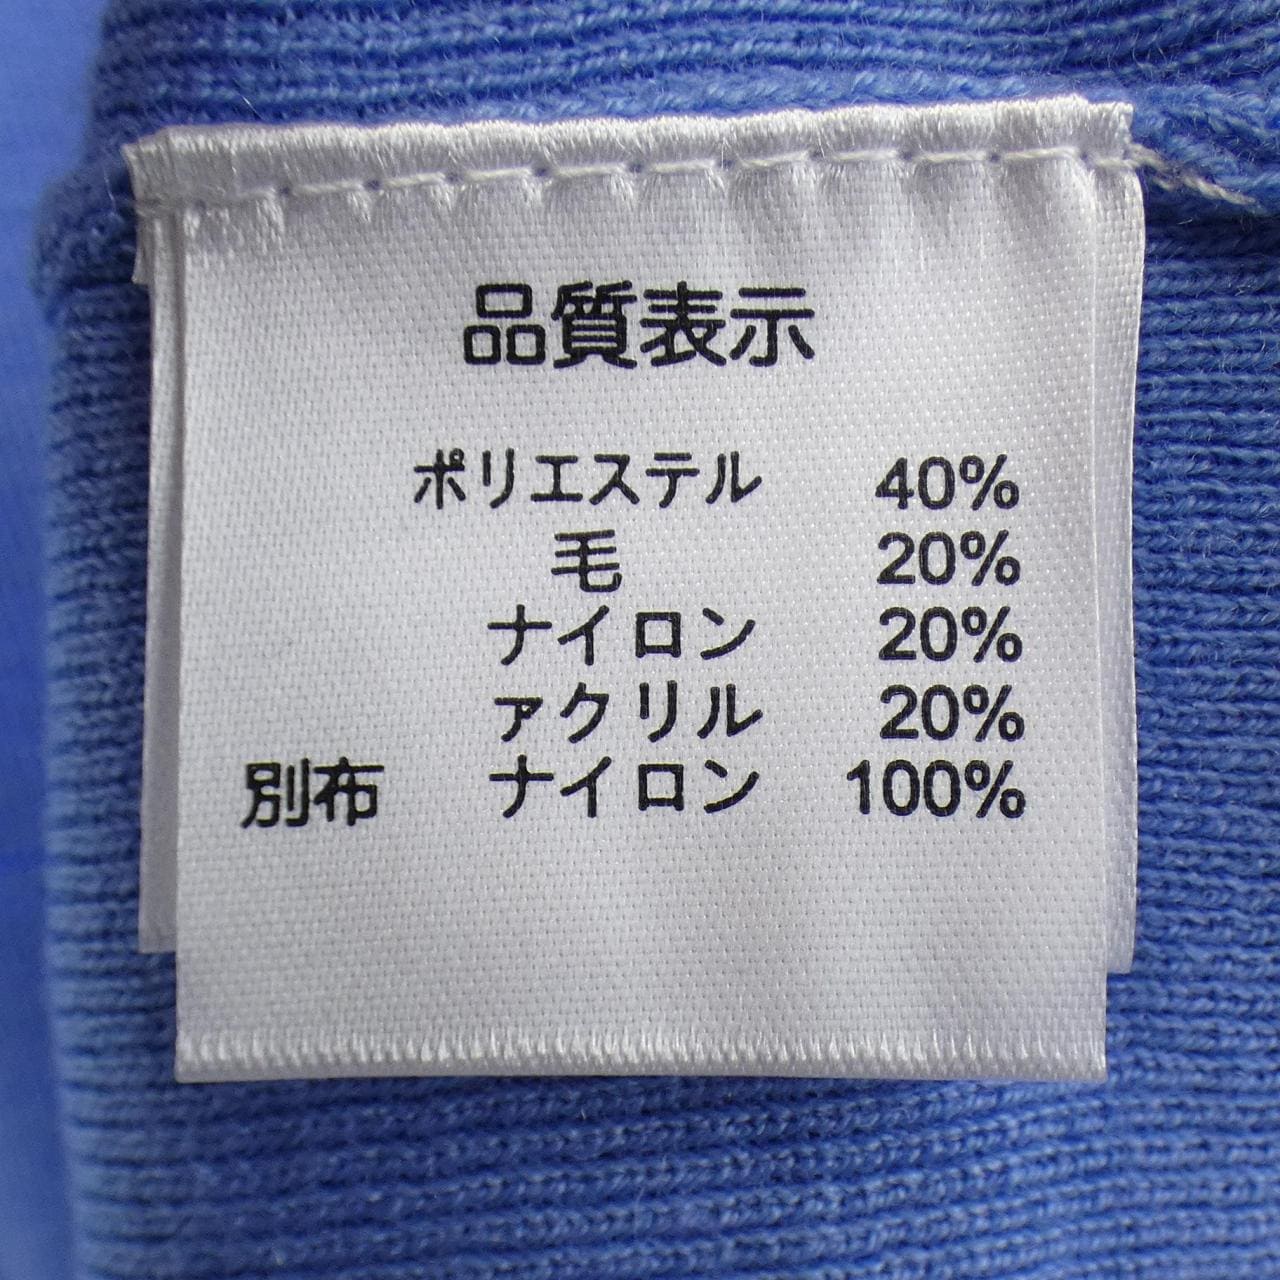 品質表示
ポリエステル 40%
毛 20%
ナイロン 20%
ァクリル 20%
別布 ナイロン 100%